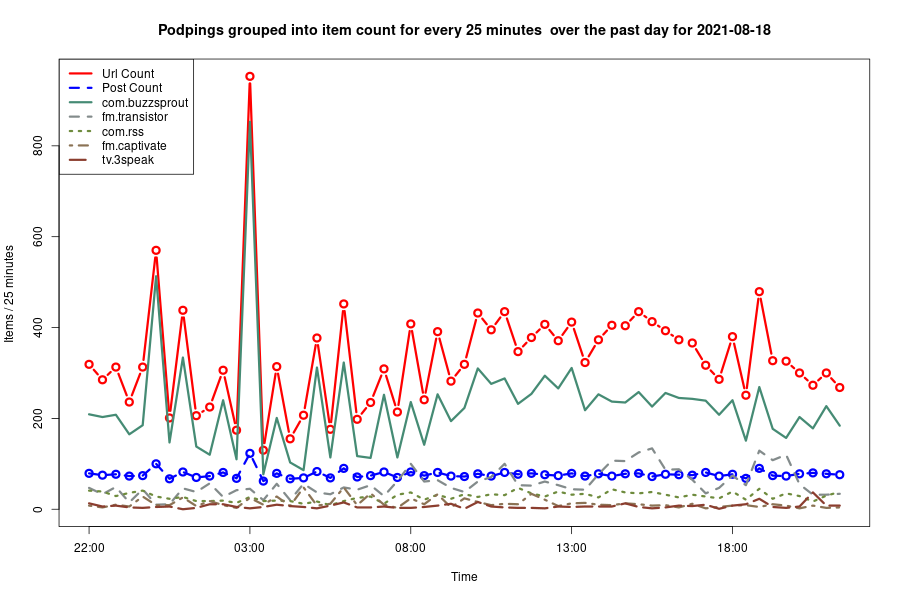 Podpings grouped into item count for every 25 minutes  over the past day for 2021-08-18
Url Count
Post Count
com.buzzsprout
fm.transistor
com.rss
fm.captivate
tv.3speak
Items / 25 minutes
800
600
400
200
0
22:00
03:00
08:00
13:00
18:00
Time